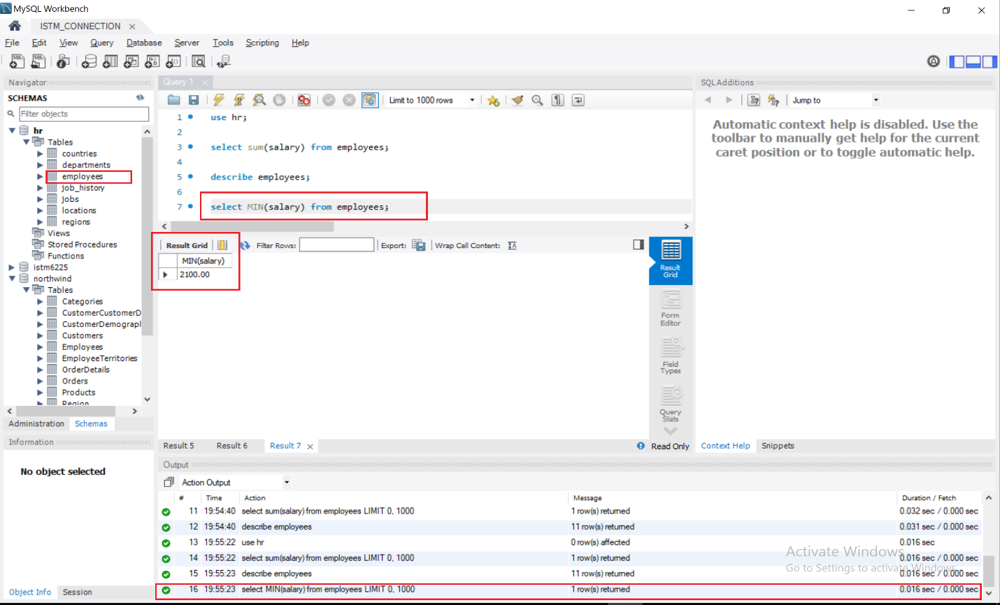 MySQL Workbench
ISTM_CONNECTION
File Edit View Query Database Server Tools Scripting Help
Navigator
SCHEMAS
Filter objects
hr
Tables
countries
departments
employees
job_history
jobs
locations
regions
Views
Stored Procedures
Functions
istm6225
northwind
Tables
Categories
CustomerCustomerD
CustomerDemograpl
Customers
Employees
EmployeeTerritories
OrderDetails
Orders
Products
Region
Administration Schemas
Information
No object selected
Object Info Session
Query 1
Limit to 1000 rows
1 use hr;
2
3 select sum(salary) from employees;
4
5 describe employees;
6
7 select MIN(salary) from employees;
Result Grid Filter Rows: Export: Wrap Cell Content: IA
MIN(salary)
2100.00
Result
Grid
Form
Editor
Field
Types
Query
Stats
Result 5 Result 6 Result 7 Read Only
SQLAdditions
Jump to
Automatic context help is disabled. Use the
toolbar to manually get help for the current
caret position or to toggle automatic help.
Context Help Snippets
Output
Action Output
# Time Action Message Duration / Fetch
11 19:54:40 select sum(salary) from employees LIMIT 0, 1000 1 row(s) returned 0.032 sec / 0.000 sec
12 19:54:40 describe employees 11 row(s) returned 0.031 sec / 0.000 sec
13 19:55:22 use hr 0 row(s) affected 0.016 sec
14 19:55:22 select sum(salary) from employees LIMIT 0, 1000 1 row(s) returned 0.016 sec / 0.000 sec
15 19:55:23 describe employees 11 row(s) returned 0.016 sec / 0.000 sec
16 19:55:23 select MIN(salary) from employees LIMIT 0, 1000 1 row(s) returned 0.016 sec / 0.000 sec
Activate Windows
Go to Settings to activate Windows.